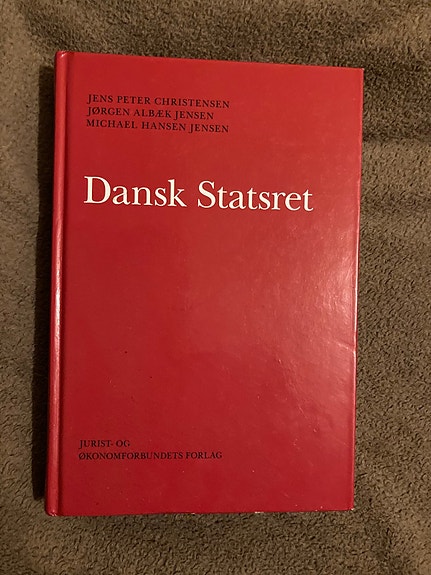 JENS PETER CHRISTENSEN
JØRGEN ALBÆK JENSEN
MICHAEL HANSEN JENSEN
Dansk Statsret
JURIST- OG
ØKONOMFORBUNDETS FORLAG